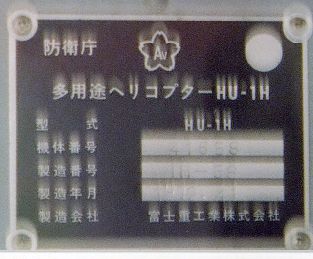 防衛庁
Av
多用途ヘリコプターHU-1H
型式 HU-1H
機体番号
製造番号
製造年月
製造会社 富士重工業株式会社